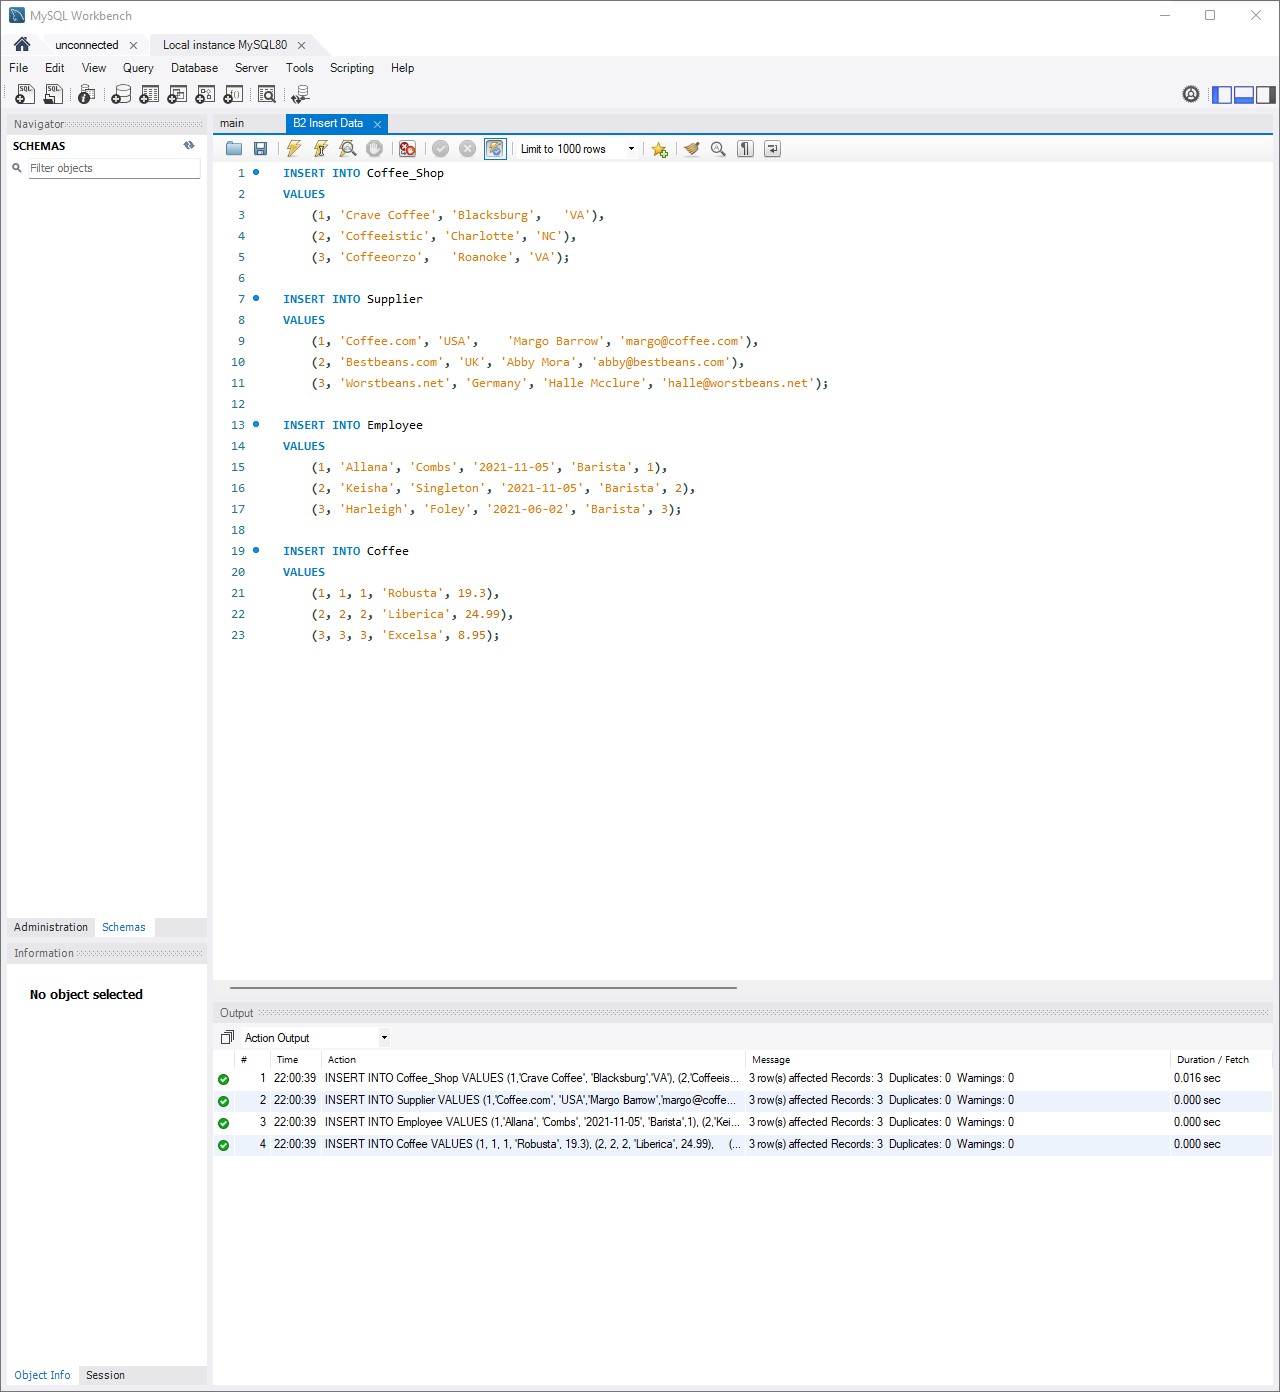 MySQL Workbench
unconnected
Local instance MySQL80
File Edit View Query Database Server Tools Scripting Help
Navigator
SCHEMAS
Filter objects
main
B2 Insert Data
Limit to 1000 rows
1 INSERT INTO Coffee_Shop
2 VALUES
3 (1, 'Crave Coffee', 'Blacksburg', 'VA'),
4 (2, 'Coffeeistic', 'Charlotte', 'NC'),
5 (3, 'Coffeeorzo', 'Roanoke', 'VA');
6
7 INSERT INTO Supplier
8 VALUES
9 (1, 'Coffee.com', 'USA', 'Margo Barrow', 'margo@coffee.com'),
10 (2, 'Bestbeans.com', 'UK', 'Abby Mora', 'abby@bestbeans.com'),
11 (3, 'Worstbeans.net', 'Germany', 'Halle Mcclure', 'halle@worstbeans.net');
12
13 INSERT INTO Employee
14 VALUES
15 (1, 'Allana', 'Combs', '2021-11-05', 'Barista', 1),
16 (2, 'Keisha', 'Singleton', '2021-11-05', 'Barista', 2),
17 (3, 'Harleigh', 'Foley', '2021-06-02', 'Barista', 3);
18
19 INSERT INTO Coffee
20 VALUES
21 (1, 1, 1, 'Robusta', 19.3),
22 (2, 2, 2, 'Liberica', 24.99),
23 (3, 3, 3, 'Excelsa', 8.95);
Administration Schemas
Information
No object selected
Output
Action Output
# Time Action Message Duration / Fetch
1 22:00:39 INSERT INTO Coffee_Shop VALUES (1,'Crave Coffee', 'Blacksburg','VA'), (2,'Coffeeis... 3 row(s) affected Records: 3 Duplicates: 0 Warnings: 0 0.016 sec
2 22:00:39 INSERT INTO Supplier VALUES (1,'Coffee.com', 'USA','Margo Barrow','margo@coffe... 3 row(s) affected Records: 3 Duplicates: 0 Warnings: 0 0.000 sec
3 22:00:39 INSERT INTO Employee VALUES (1,'Allana', 'Combs', '2021-11-05', 'Barista',1), (2,'Kei... 3 row(s) affected Records: 3 Duplicates: 0 Warnings: 0 0.000 sec
4 22:00:39 INSERT INTO Coffee VALUES (1, 1, 1, 'Robusta', 19.3), (2, 2, 2, 'Liberica', 24.99), (... 3 row(s) affected Records: 3 Duplicates: 0 Warnings: 0 0.000 sec
Object Info Session